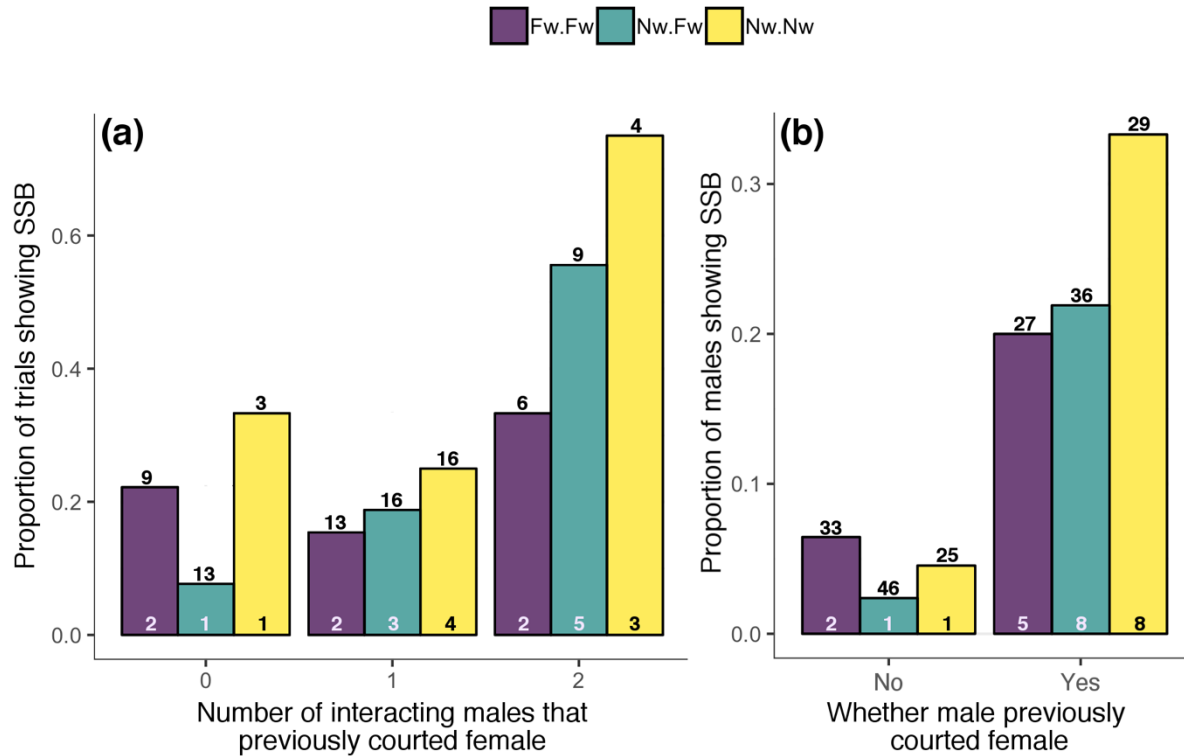 Fw.Fw Nw.Fw Nw.Nw
(a)
Proportion of trials showing SSB
0.6
0.4
0.2
0.0
9 13 3
2 1 1
13 16 16
2 3 4
6 9 4
2 5 3
0 1 2
Number of interacting males that
previously courted female
(b)
Proportion of males showing SSB
0.3
0.2
0.1
0.0
33 46 25
2 1 1
27 36 29
5 8 8
No Yes
Whether male previously
courted female